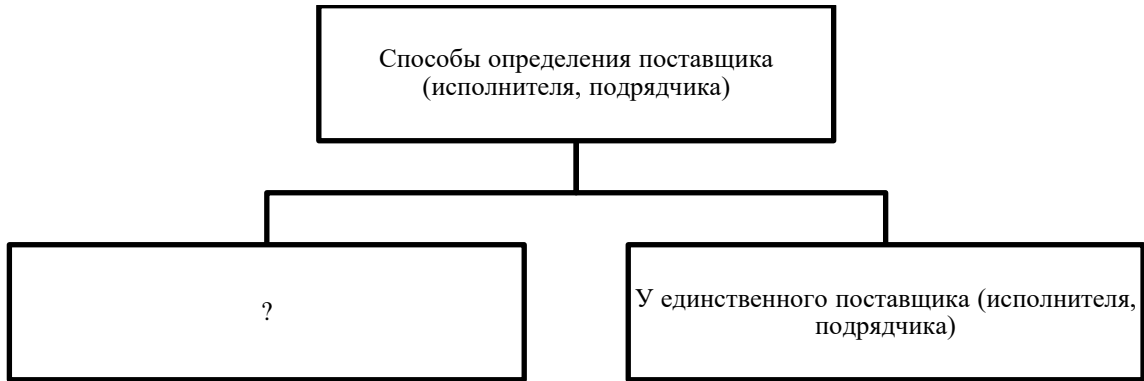 Способы определения поставщика
(исполнителя, подрядчика)
?
У единственного поставщика (исполнителя,
подрядчика)